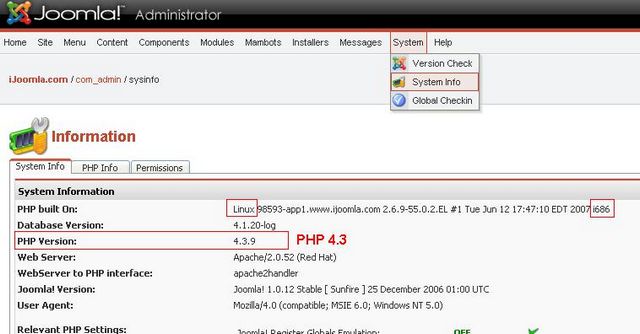 Joomla! Administrator
Home Site Menu Content Components Modules Mambots Installers Messages System Help
Version Check
iJoomla.com / com_admin / sysinfo
System Info
Global Checkin
Information
System Info PHP Info Permissions
System Information
PHP built On: Linux 98593-app1.www.ijoomla.com 2.6.9-55.0.2.EL #1 Tue Jun 12 17:47:10 EDT 2007 i686
Database Version: 4.1.20-log
PHP Version: 4.3.9 PHP 4.3
Web Server: Apache/2.0.52 (Red Hat)
WebServer to PHP interface: apache2handler
Joomla! Version: Joomla! 1.0.12 Stable [ Sunfire ] 25 December 2006 01:00 UTC
User Agent: Mozilla/4.0 (compatible; MSIE 6.0; Windows NT 5.0)
Relevant PHP Settings: Joomla! Register Globals Emulation: OFF